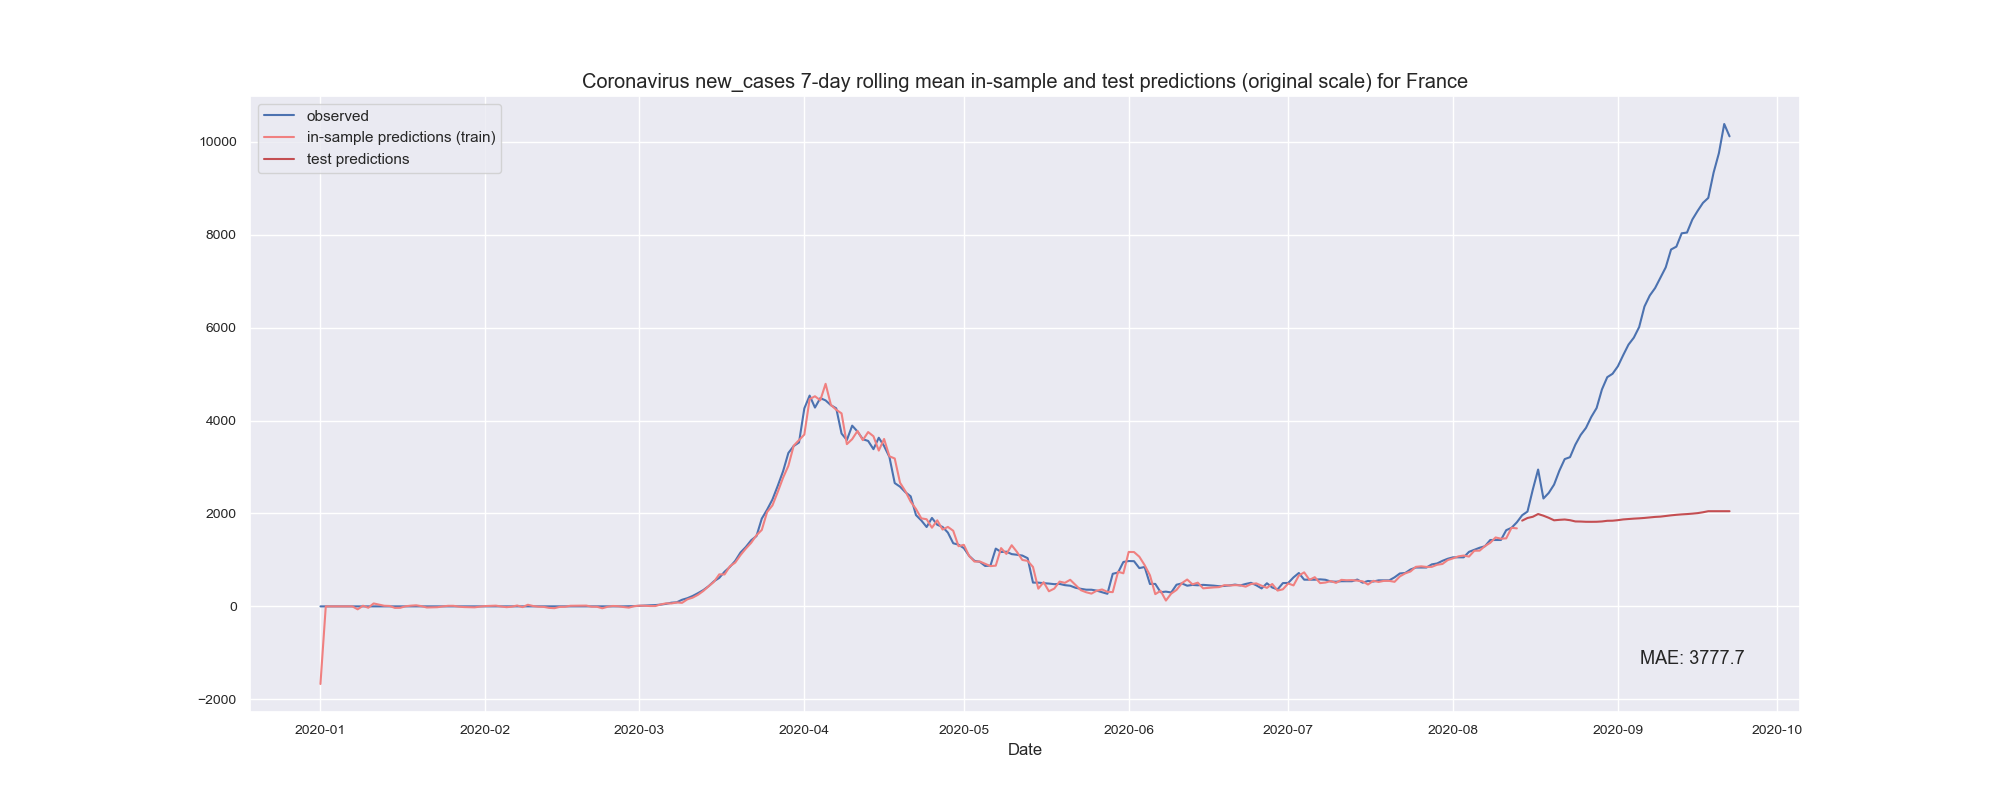 Coronavirus new_cases 7-day rolling mean in-sample and test predictions (original scale) for France
observed
in-sample predictions (train)
test predictions
10000
8000
6000
4000
2000
0
−2000
MAE: 3777.7
2020-01 2020-02 2020-03 2020-04 2020-05 2020-06 2020-07 2020-08 2020-09 2020-10
Date